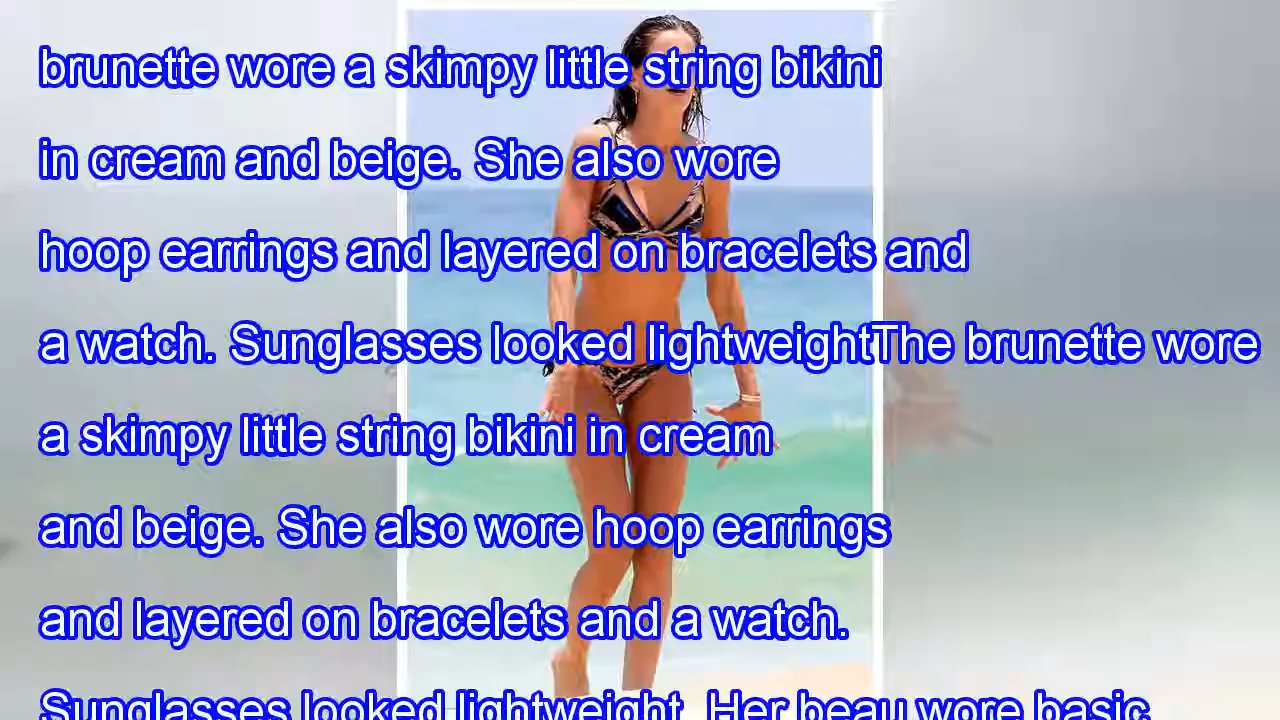 brunette wore a skimpy little string bikini
in cream and beige. She also wore
hoop earrings and layered on bracelets and
a watch. Sunglasses looked lightweightThe brunette wore
a skimpy little string bikini in cream
and beige. She also wore hoop earrings
and layered on bracelets and a watch.
Sunglasses looked lightweight. Her beau wore basic